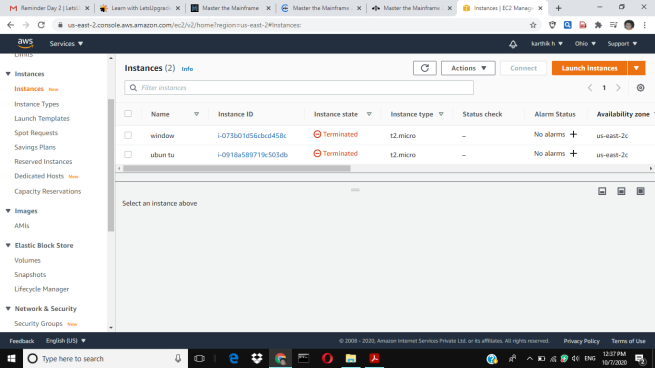 Reminder Day 2 | LetsU
Learn with LetsUpgrad
Master the Mainframe
Master the Mainframe
Master the Mainframe
Instances | EC2 Manag
us-east-2.console.aws.amazon.com/ec2/v2/home?region=us-east-2#Instances:
aws
Services
karthik h
Ohio
Support
Limits
Instances
Instances New
Instance Types
Launch Templates
Spot Requests
Savings Plans
Reserved Instances
Dedicated Hosts New
Capacity Reservations
Images
AMIs
Elastic Block Store
Volumes
Snapshots
Lifecycle Manager
Network & Security
Security Groups New
Instances (2) Info
Actions
Connect
Launch instances
Filter instances
1
Name Instance ID Instance state Instance type Status check Alarm Status Availability zone
window i-073b01d56cbcd458c Terminated t2.micro – No alarms + us-east-2c
ubun tu i-0918a589719c503db Terminated t2.micro – No alarms + us-east-2c
Select an instance above
Feedback English (US) © 2008 - 2020, Amazon Internet Services Private Ltd. or its affiliates. All rights reserved. Privacy Policy Terms of Use
Type here to search
ENG
12:37 PM
10/7/2020